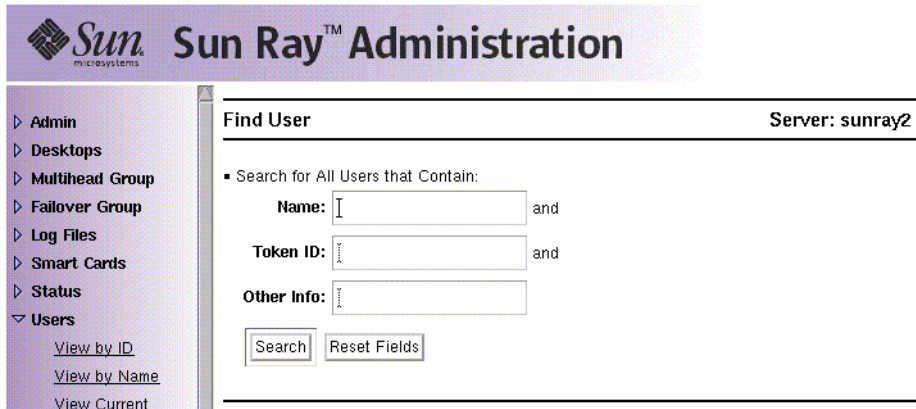 Sun microsystems
Sun Ray™ Administration
Admin
Desktops
Multihead Group
Failover Group
Log Files
Smart Cards
Status
Users
View by ID
View by Name
View Current
Find User
Server: sunray2
Search for All Users that Contain:
Name: and
Token ID: and
Other Info:
Search Reset Fields